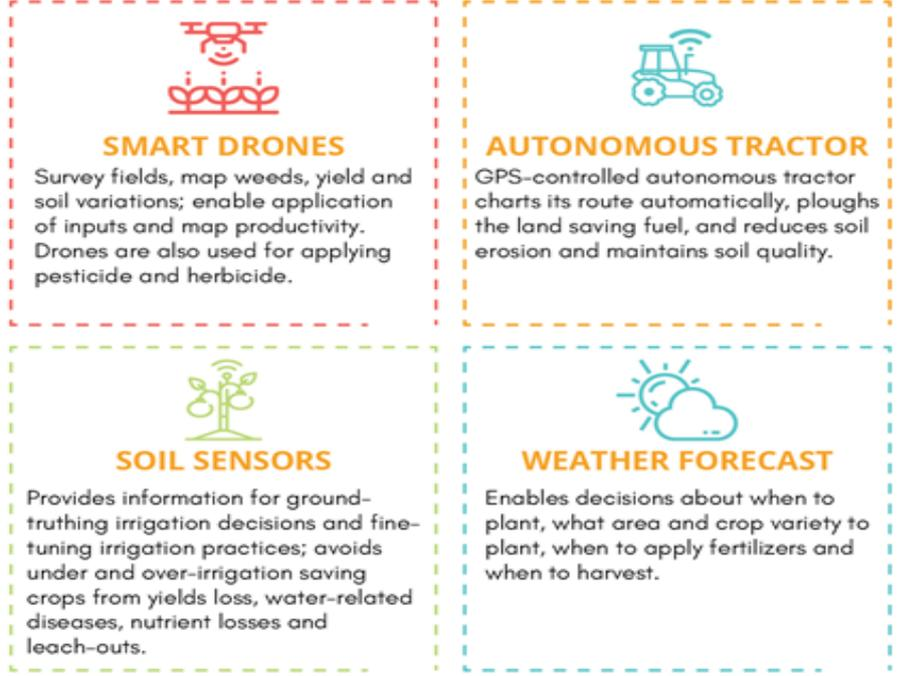 SMART DRONES
Survey fields, map weeds, yield and
soil variations; enable application
of inputs and map productivity.
Drones are also used for applying
pesticide and herbicide.
AUTONOMOUS TRACTOR
GPS-controlled autonomous tractor
charts its route automatically, ploughs
the land saving fuel, and reduces soil
erosion and maintains soil quality.
SOIL SENSORS
Provides information for ground-
truthing irrigation decisions and fine-
tuning irrigation practices; avoids
under and over-irrigation saving
crops from yields loss, water-related
diseases, nutrient losses and
leach-outs.
WEATHER FORECAST
Enables decisions about when to
plant, what area and crop variety to
plant, when to apply fertilizers and
when to harvest.